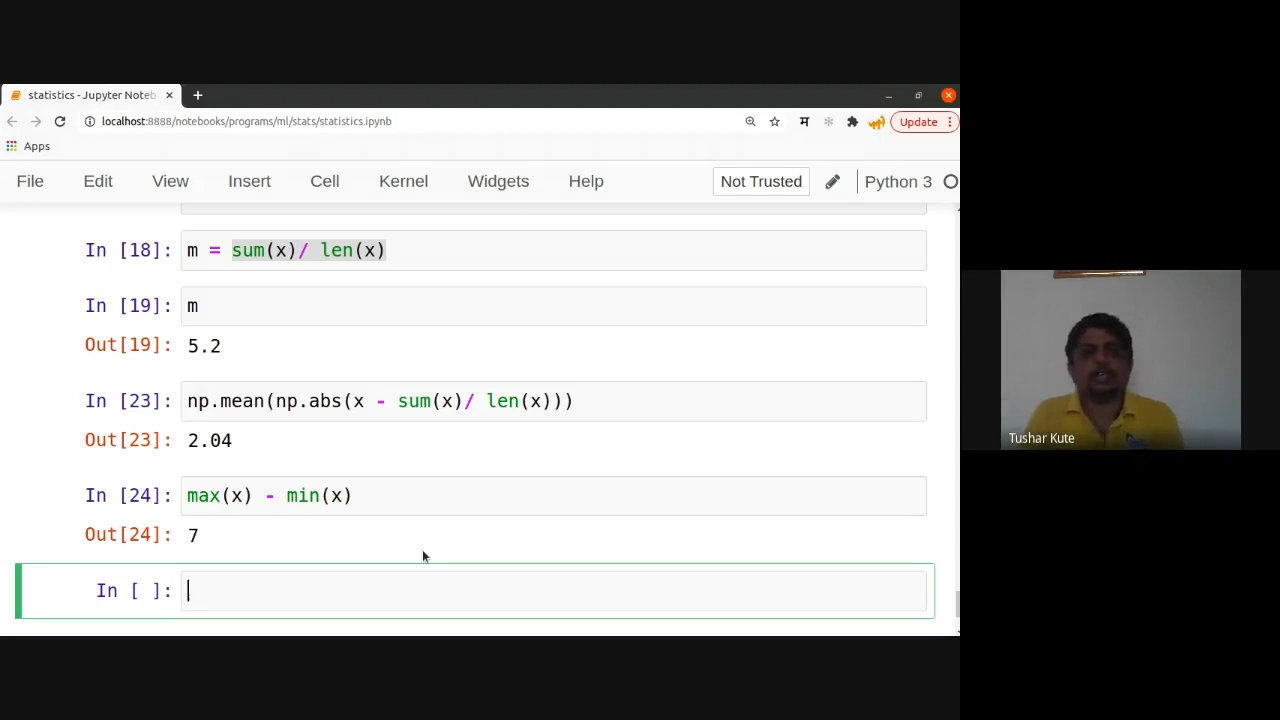 statistics - Jupyter Noteb
localhost:8888/notebooks/programs/ml/stats/statistics.ipynb
म
Update
Apps
File Edit View Insert Cell Kernel Widgets Help Not Trusted Python 3
In [18]: m = sum(x)/ len(x)
In [19]: m
Out[19]: 5.2
In [23]: np.mean(np.abs(x - sum(x)/ len(x)))
Out[23]: 2.04
In [24]: max(x) - min(x)
Out[24]: 7
In [ ]:
Tushar Kute